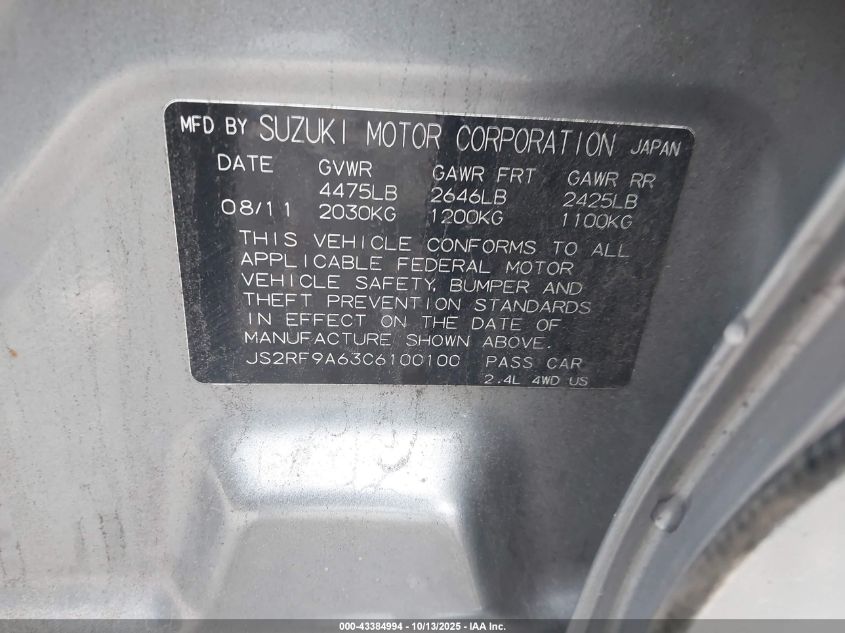 MFD BY SUZUKI MOTOR CORPORATION JAPAN
DATE GVWR GAWR FRT GAWR RR
4475LB 2646LB 2425LB
08/11 2030KG 1200KG 1100KG
THIS VEHICLE CONFORMS TO ALL
APPLICABLE FEDERAL MOTOR
VEHICLE SAFETY, BUMPER AND
THEFT PREVENTION STANDARDS
IN EFFECT ON THE DATE OF
MANUFACTURE SHOWN ABOVE.
JS2RF9A63C6100100 PASS CAR
2.4L 4WD US
000-43384994 - 10/13/2025 - IAA Inc.